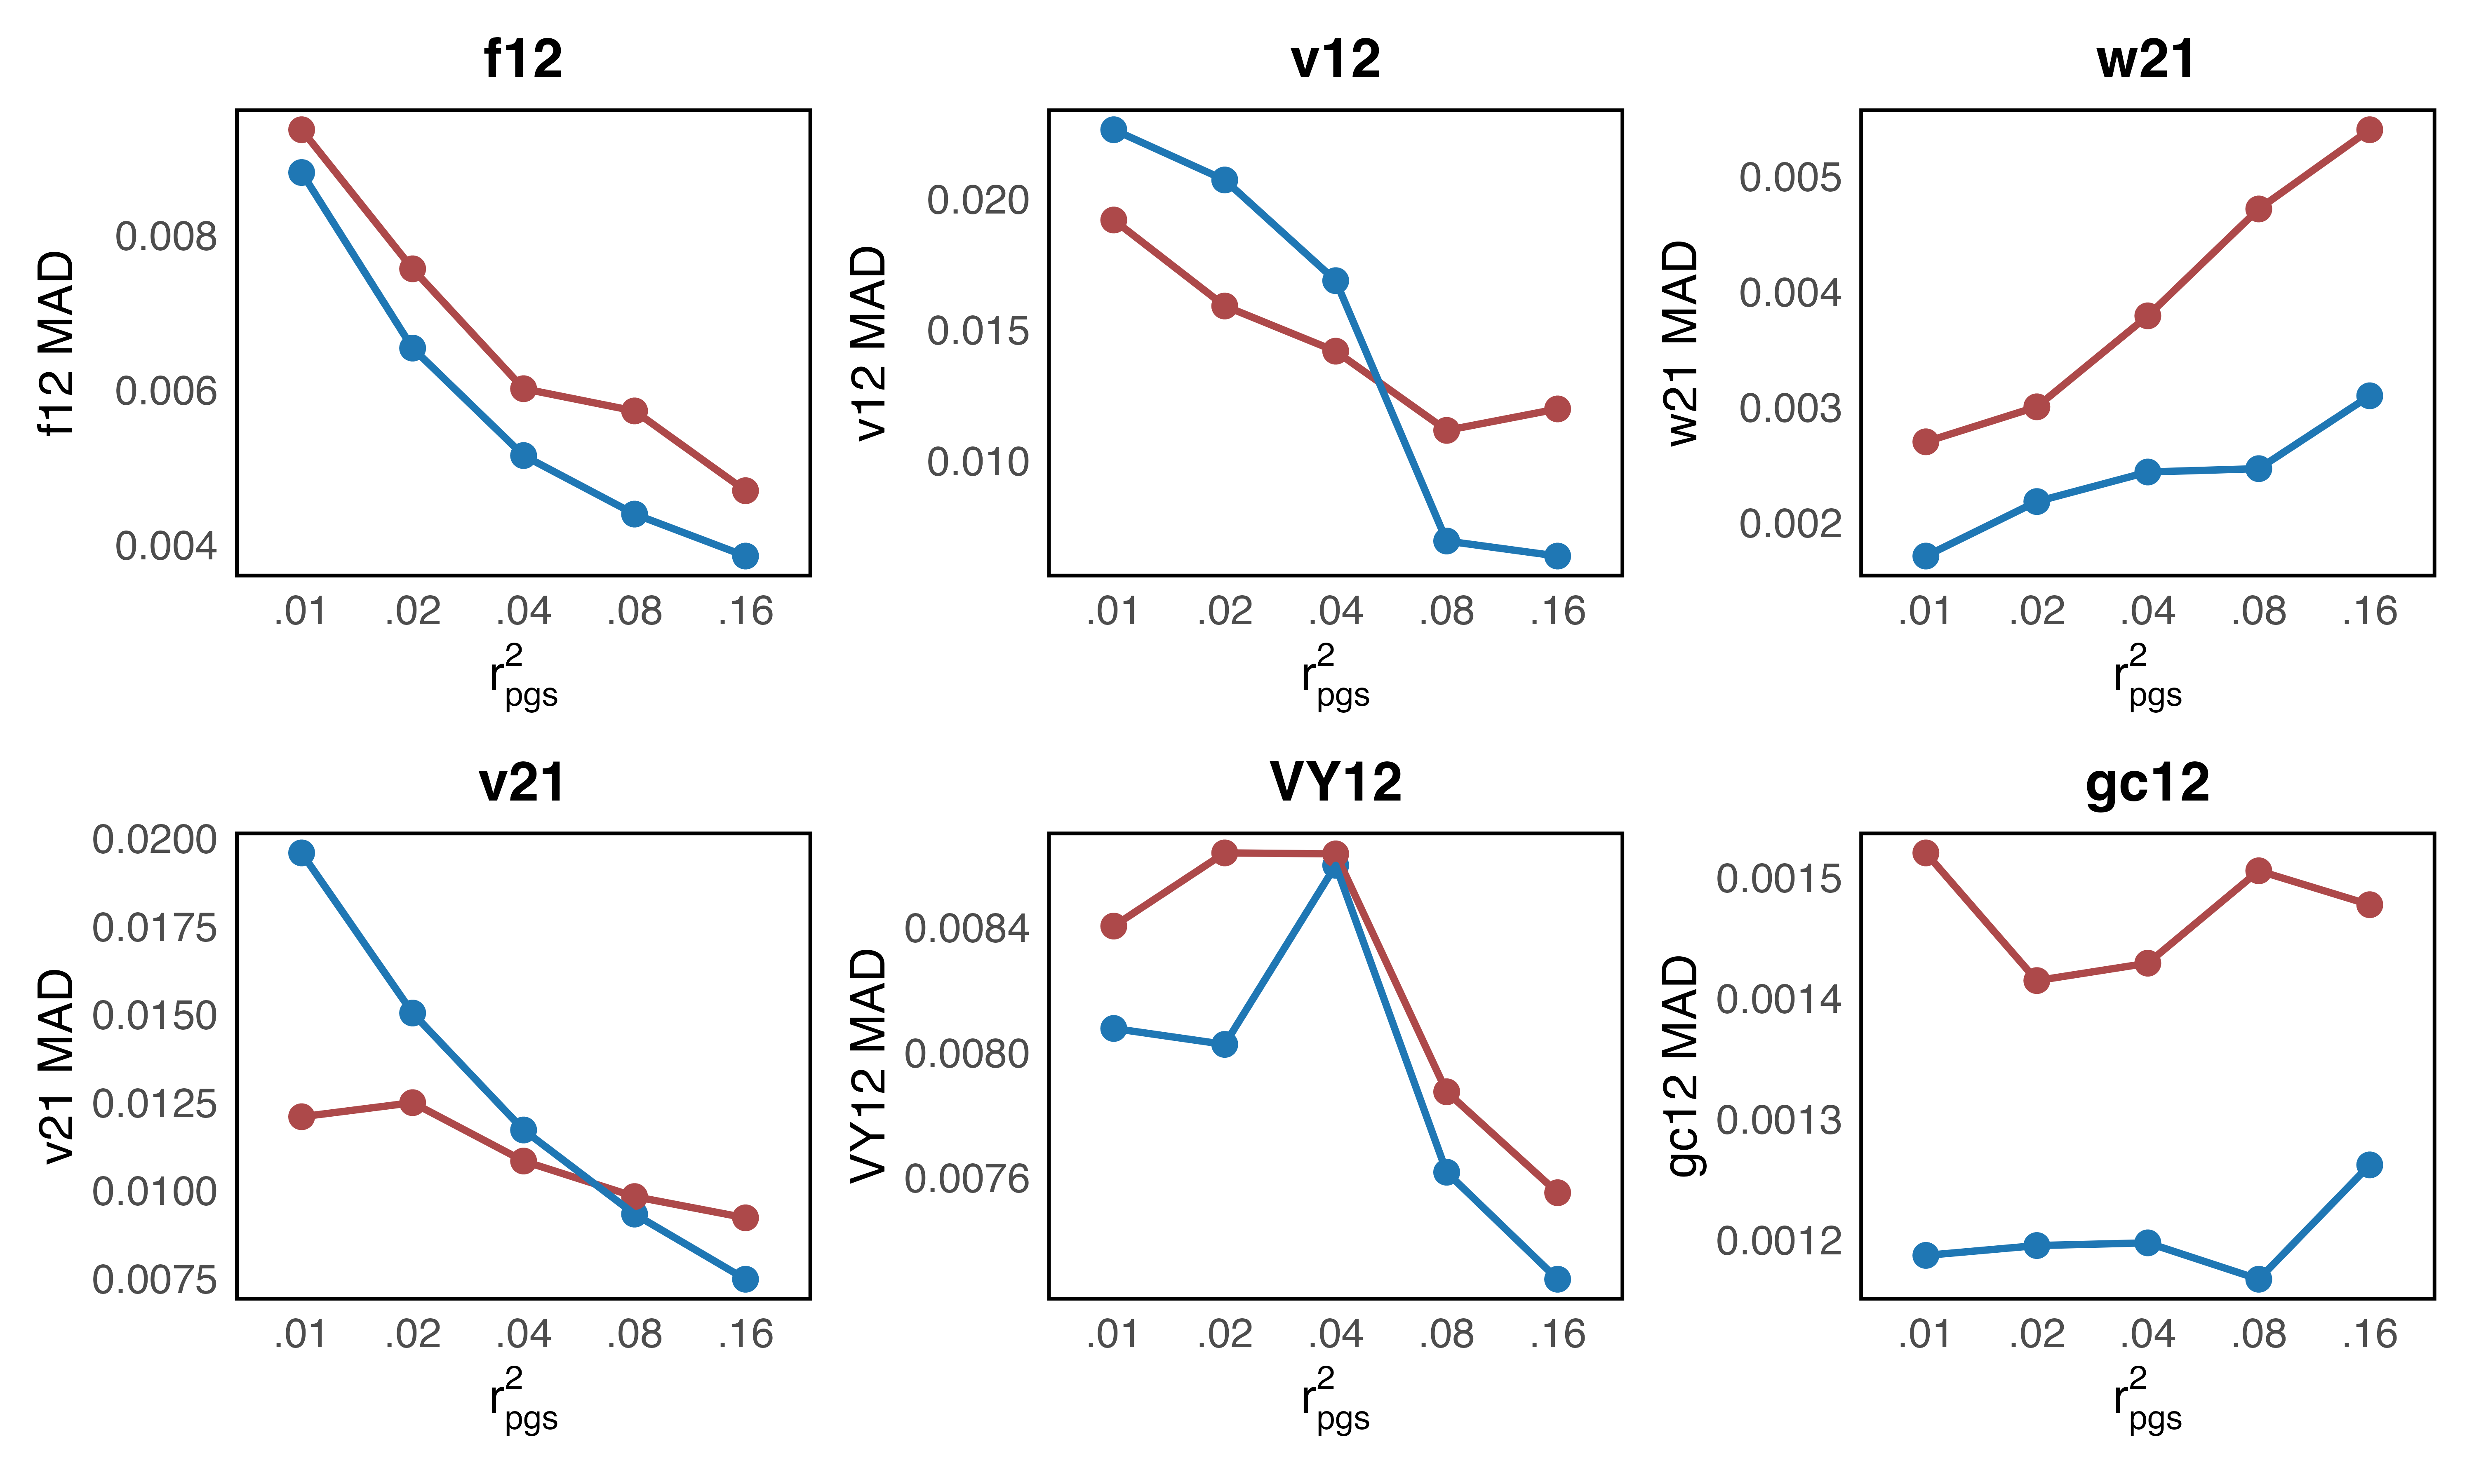 f12
f12 MAD
0.008
0.006
0.004
.01 .02 .04 .08 .16
r²pgs
v12
v12 MAD
0.020
0.015
0.010
.01 .02 .04 .08 .16
r²pgs
w21
w21 MAD
0.005
0.004
0.003
0.002
.01 .02 .04 .08 .16
r²pgs
v21
v21 MAD
0.0200
0.0175
0.0150
0.0125
0.0100
0.0075
.01 .02 .04 .08 .16
r²pgs
VY12
VY12 MAD
0.0084
0.0080
0.0076
.01 .02 .04 .08 .16
r²pgs
gc12
gc12 MAD
0.0015
0.0014
0.0013
0.0012
.01 .02 .04 .08 .16
r²pgs